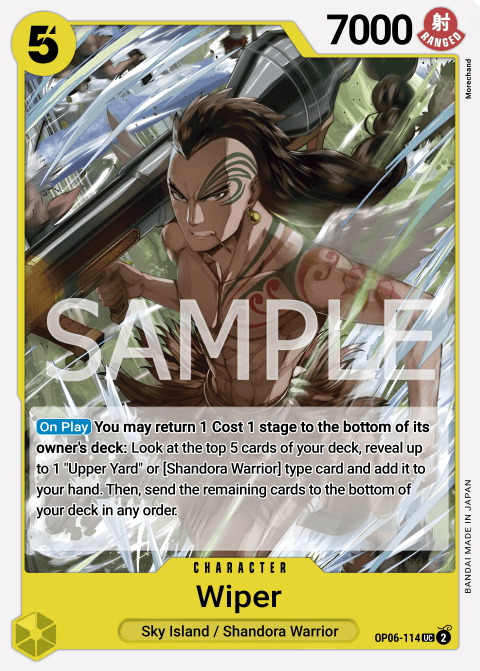 5
7000
射
RANGED
Morechand
SAMPLE
On Play You may return 1 Cost 1 stage to the bottom of its
owner's deck: Look at the top 5 cards of your deck, reveal up
to 1 "Upper Yard" or [Shandora Warrior] type card and add it to
your hand. Then, send the remaining cards to the bottom of
your deck in any order.
BANDAI MADE IN JAPAN
CHARACTER
Wiper
Sky Island / Shandora Warrior
OP06-114 UC 2